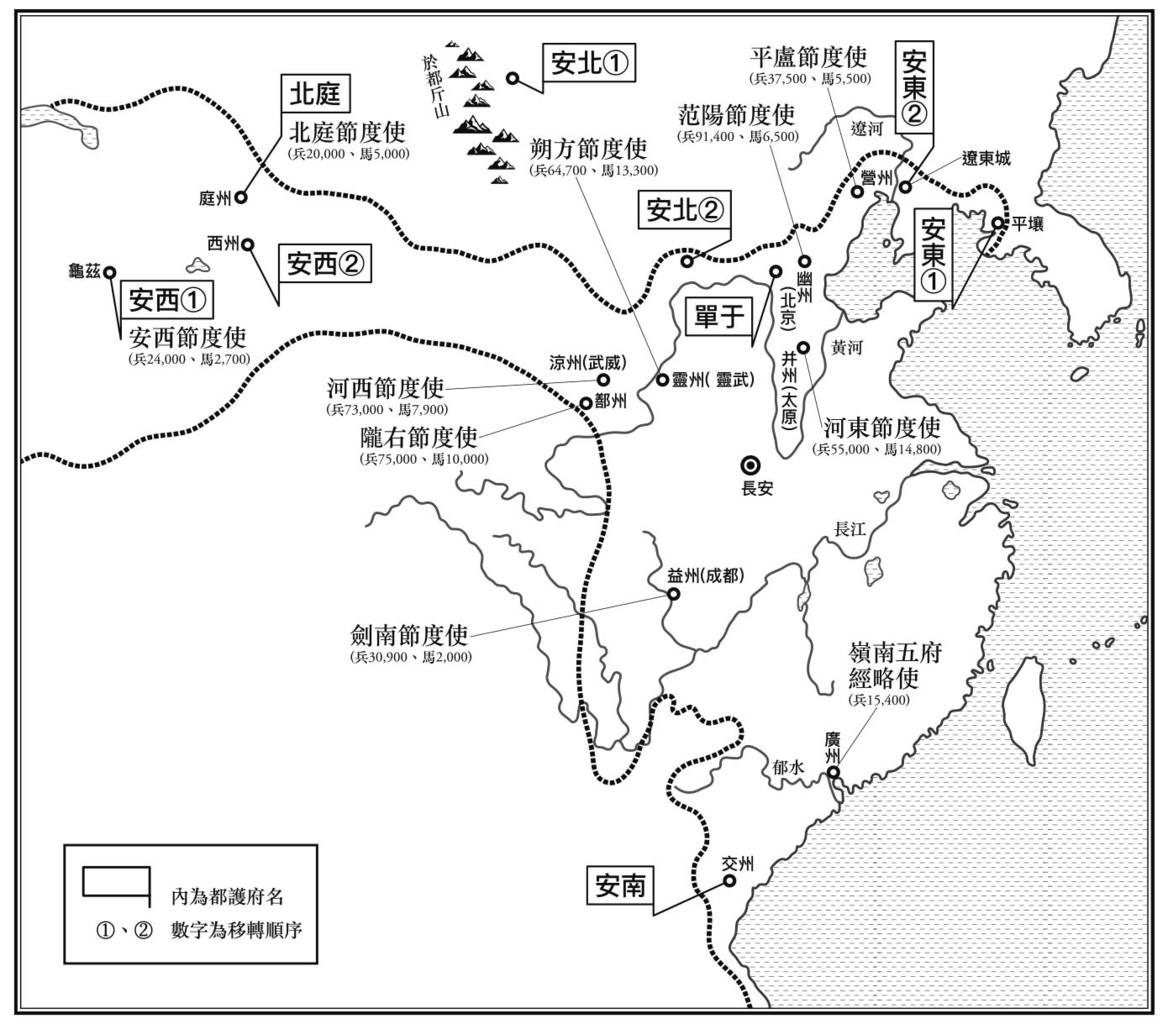 於都斤山
安北①
平盧節度使
(兵37,500、馬5,500)
安東②
北庭
北庭節度使
(兵20,000、馬5,000)
范陽節度使
(兵91,400、馬6,500)
遼河
朔方節度使
(兵64,700、馬13,300)
遼東城
營州
庭州
安北②
安東①
平壤
西州
安西②
龜茲
安西①
安西節度使
(兵24,000、馬2,700)
幽州
(北京)
單于
并州(太原)
黃河
涼州(武威)
靈州( 靈武)
河西節度使
(兵73,000、馬7,900)
鄯州
隴右節度使
(兵75,000、馬10,000)
河東節度使
(兵55,000、馬14,800)
長安
長江
益州(成都)
劍南節度使
(兵30,900、馬2,000)
嶺南五府
經略使
(兵15,400)
廣州
郁水
交州
安南
內為都護府名
①、② 數字為移轉順序